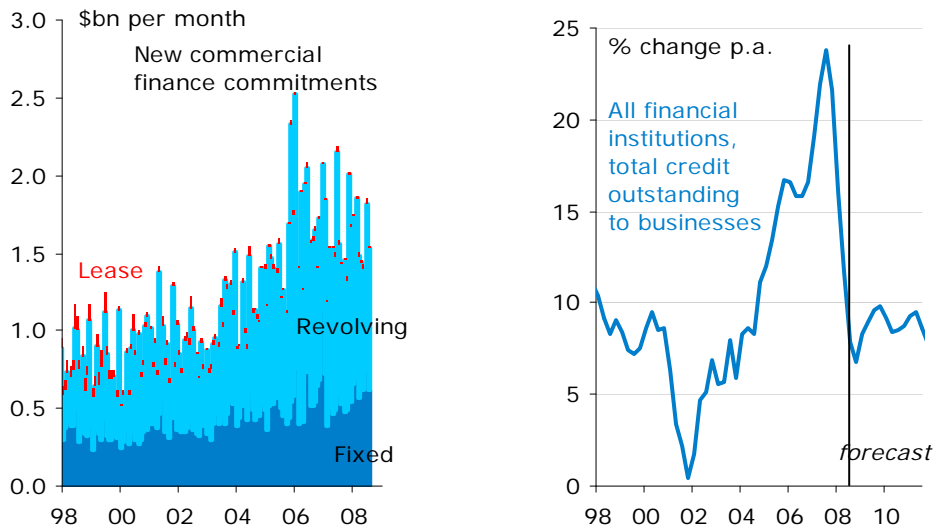 $bn per month
New commercial
finance commitments
3.0
2.5
2.0
1.5
1.0
0.5
0.0
Lease
Revolving
Fixed
98 00 02 04 06 08
% change p.a.
All financial
institutions,
total credit
outstanding
to businesses
25
20
15
10
5
0
forecast
98 00 02 04 06 08 10